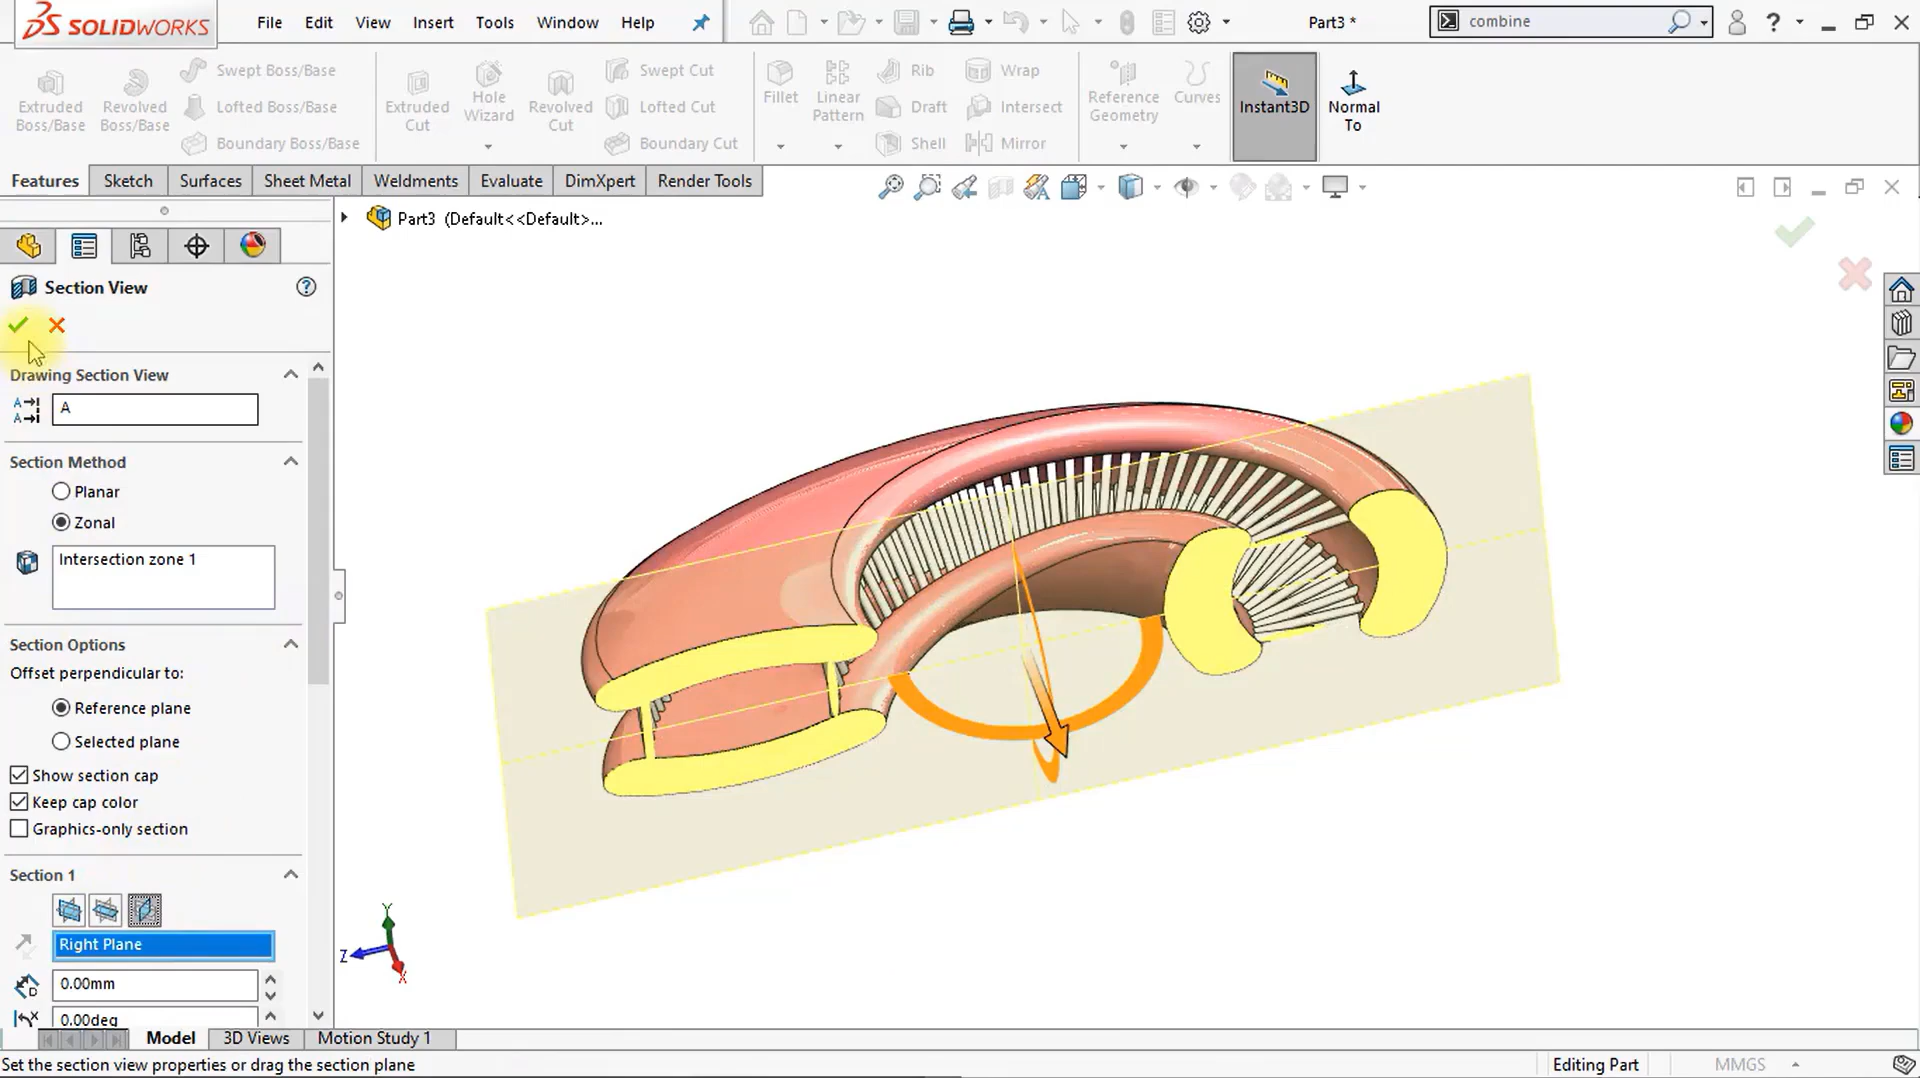 SOLIDWORKS
File Edit View Insert Tools Window Help
Part3 *
combine
Extruded Boss/Base
Revolved Boss/Base
Swept Boss/Base
Lofted Boss/Base
Boundary Boss/Base
Extruded Cut
Hole Wizard
Revolved Cut
Swept Cut
Lofted Cut
Boundary Cut
Fillet
Linear Pattern
Rib
Draft
Shell
Wrap
Intersect
Mirror
Reference Geometry
Curves
Instant3D
Normal To
Features Sketch Surfaces Sheet Metal Weldments Evaluate DimXpert Render Tools
Part3 (Default<<Default>...
Section View
Drawing Section View
A
Section Method
Planar
Zonal
Intersection zone 1
Section Options
Offset perpendicular to:
Reference plane
Selected plane
Show section cap
Keep cap color
Graphics-only section
Section 1
Right Plane
0.00mm
0.00deg
Y
Z
X
Model 3D Views Motion Study 1
Set the section view properties or drag the section plane
Editing Part
MMGS